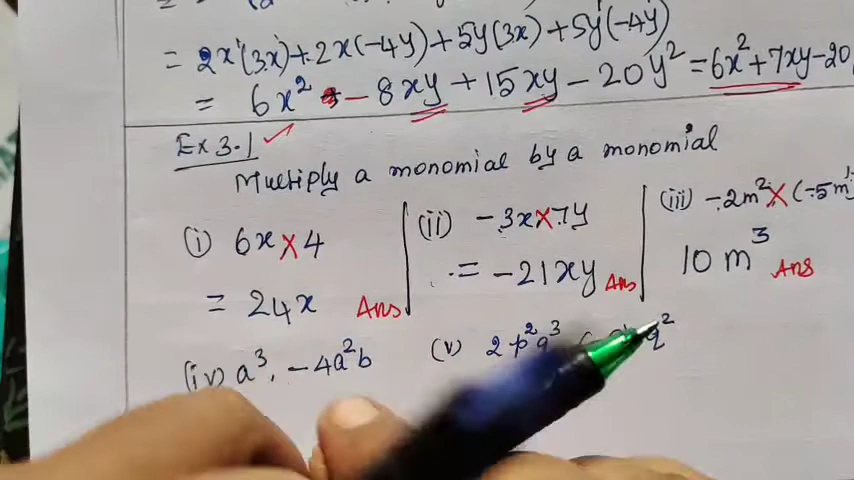 = 2x(3x)+2x(-4y)+5y(3x)+5y(-4y)
= 6x² - 8xy + 15xy - 20y² = 6x²+7xy-20
Ex 3.1
Multiply a monomial by a monomial
(i) 6x × 4
= 24x Ans
(ii) -3x × 7y
= -21xy Ans
(iii) -2m² × (-5m
10 m³ Ans
(iv) a³, -4a²b
(v) 2p²q³